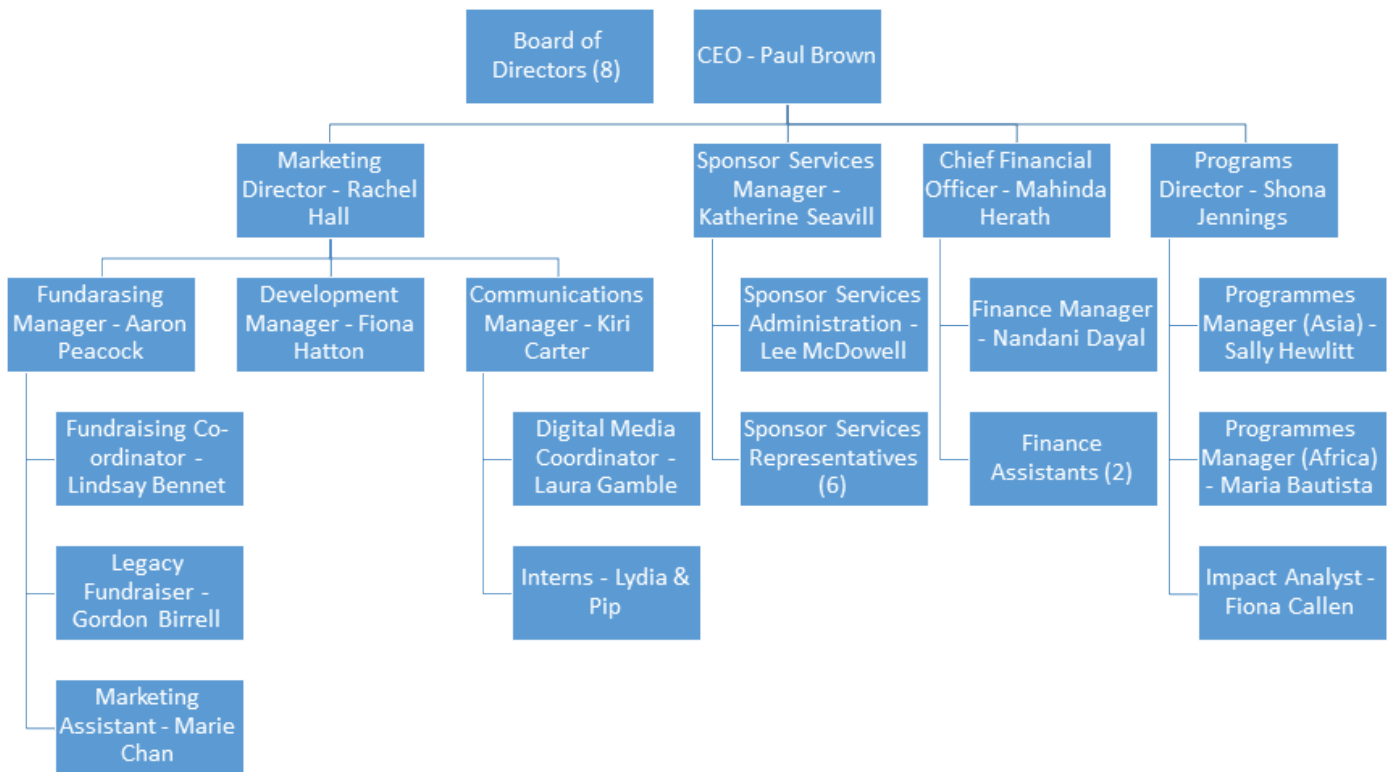 Board of
Directors (8)
CEO - Paul Brown
Marketing
Director - Rachel
Hall
Sponsor Services
Manager -
Katherine Seavill
Chief Financial
Officer - Mahinda
Herath
Programs
Director - Shona
Jennings
Fundarasing
Manager - Aaron
Peacock
Development
Manager - Fiona
Hatton
Communications
Manager - Kiri
Carter
Sponsor Services
Administration -
Lee McDowell
Finance Manager
- Nandani Dayal
Programmes
Manager (Asia) -
Sally Hewlitt
Fundraising Co-
ordinator -
Lindsay Bennet
Digital Media
Coordinator -
Laura Gamble
Sponsor Services
Representatives
(6)
Finance
Assistants (2)
Programmes
Manager (Africa)
- Maria Bautista
Legacy
Fundraiser -
Gordon Birrell
Interns - Lydia &
Pip
Impact Analyst -
Fiona Callen
Marketing
Assistant - Marie
Chan